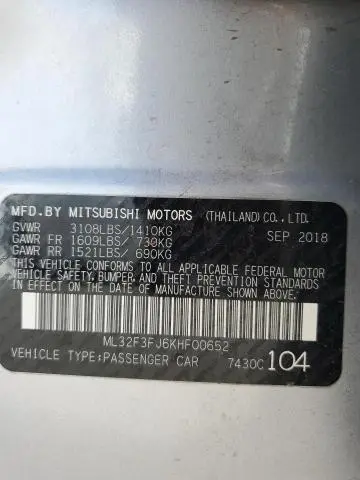 MFD.BY MITSUBISHI MOTORS (THAILAND)CO.,LTD.
GVWR 3108LBS/1410KG SEP 2018
GAWR FR 1609LBS/ 730KG
GAWR RR 1521LBS/ 690KG
THIS VEHICLE CONFORMS TO ALL APPLICABLE FEDERAL MOTOR
VEHICLE SAFETY,BUMPER, AND THEFT PREVENTION STANDARDS
IN EFFECT ON THE DATE OF MANUFACTURE SHOWN ABOVE.
ML32F3FJ6KHF00652
VEHICLE TYPE:PASSENGER CAR 7430C 104